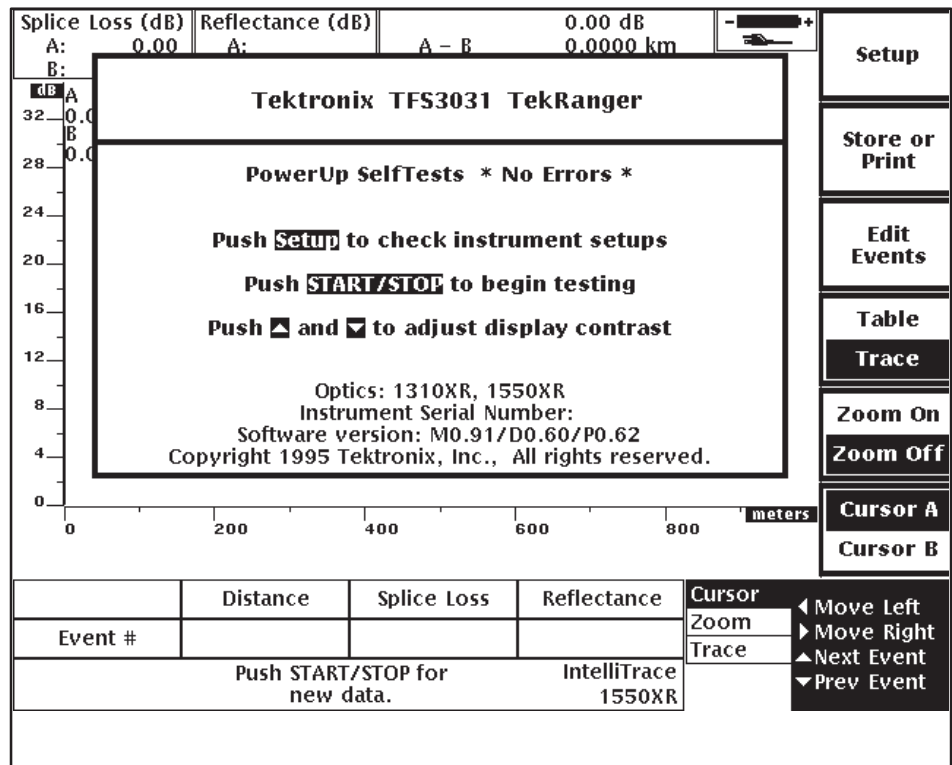 Splice Loss (dB)
A: 0.00
B:
Reflectance (dB)
A:
0.00 dB
A – B 0.0000 km
- +
Setup
Store or
Print
Edit
Events
Table
Trace
Zoom On
Zoom Off
Cursor A
Cursor B
dB
A
0.0
B
0.0
32
28
24
20
16
12
8
4
0
Tektronix TFS3031 TekRanger
PowerUp SelfTests * No Errors *
Push Setup to check instrument setups
Push START/STOP to begin testing
Push and to adjust display contrast
Optics: 1310XR, 1550XR
Instrument Serial Number:
Software version: M0.91/D0.60/P0.62
Copyright 1995 Tektronix, Inc., All rights reserved.
0 200 400 600 800 meters
Distance Splice Loss Reflectance
Event #
Push START/STOP for
new data.
IntelliTrace
1550XR
Cursor
Zoom
Trace
Move Left
Move Right
Next Event
Prev Event